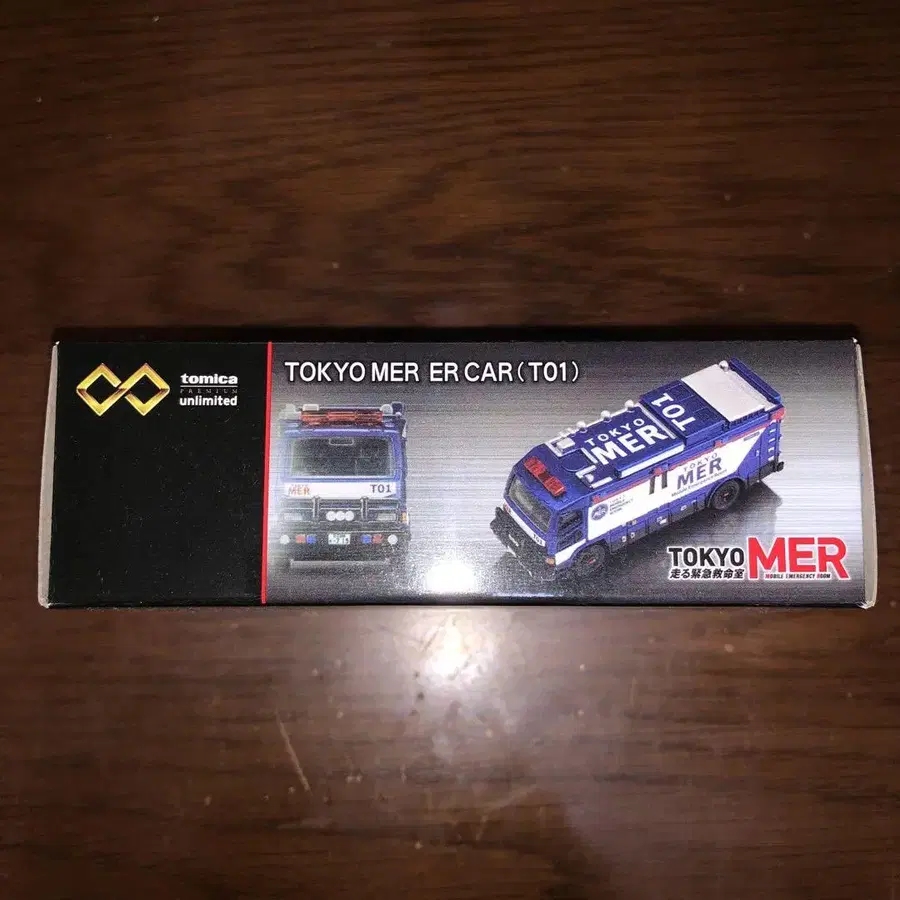 tomica
PREMIUM
unlimited
TOKYO MER ER CAR(T01)
MER
T01
TOKYO
MER
T01
TOKYO
MER
T01
TOKYO MER
走る緊急救命室
MOBILE EMERGENCY ROOM